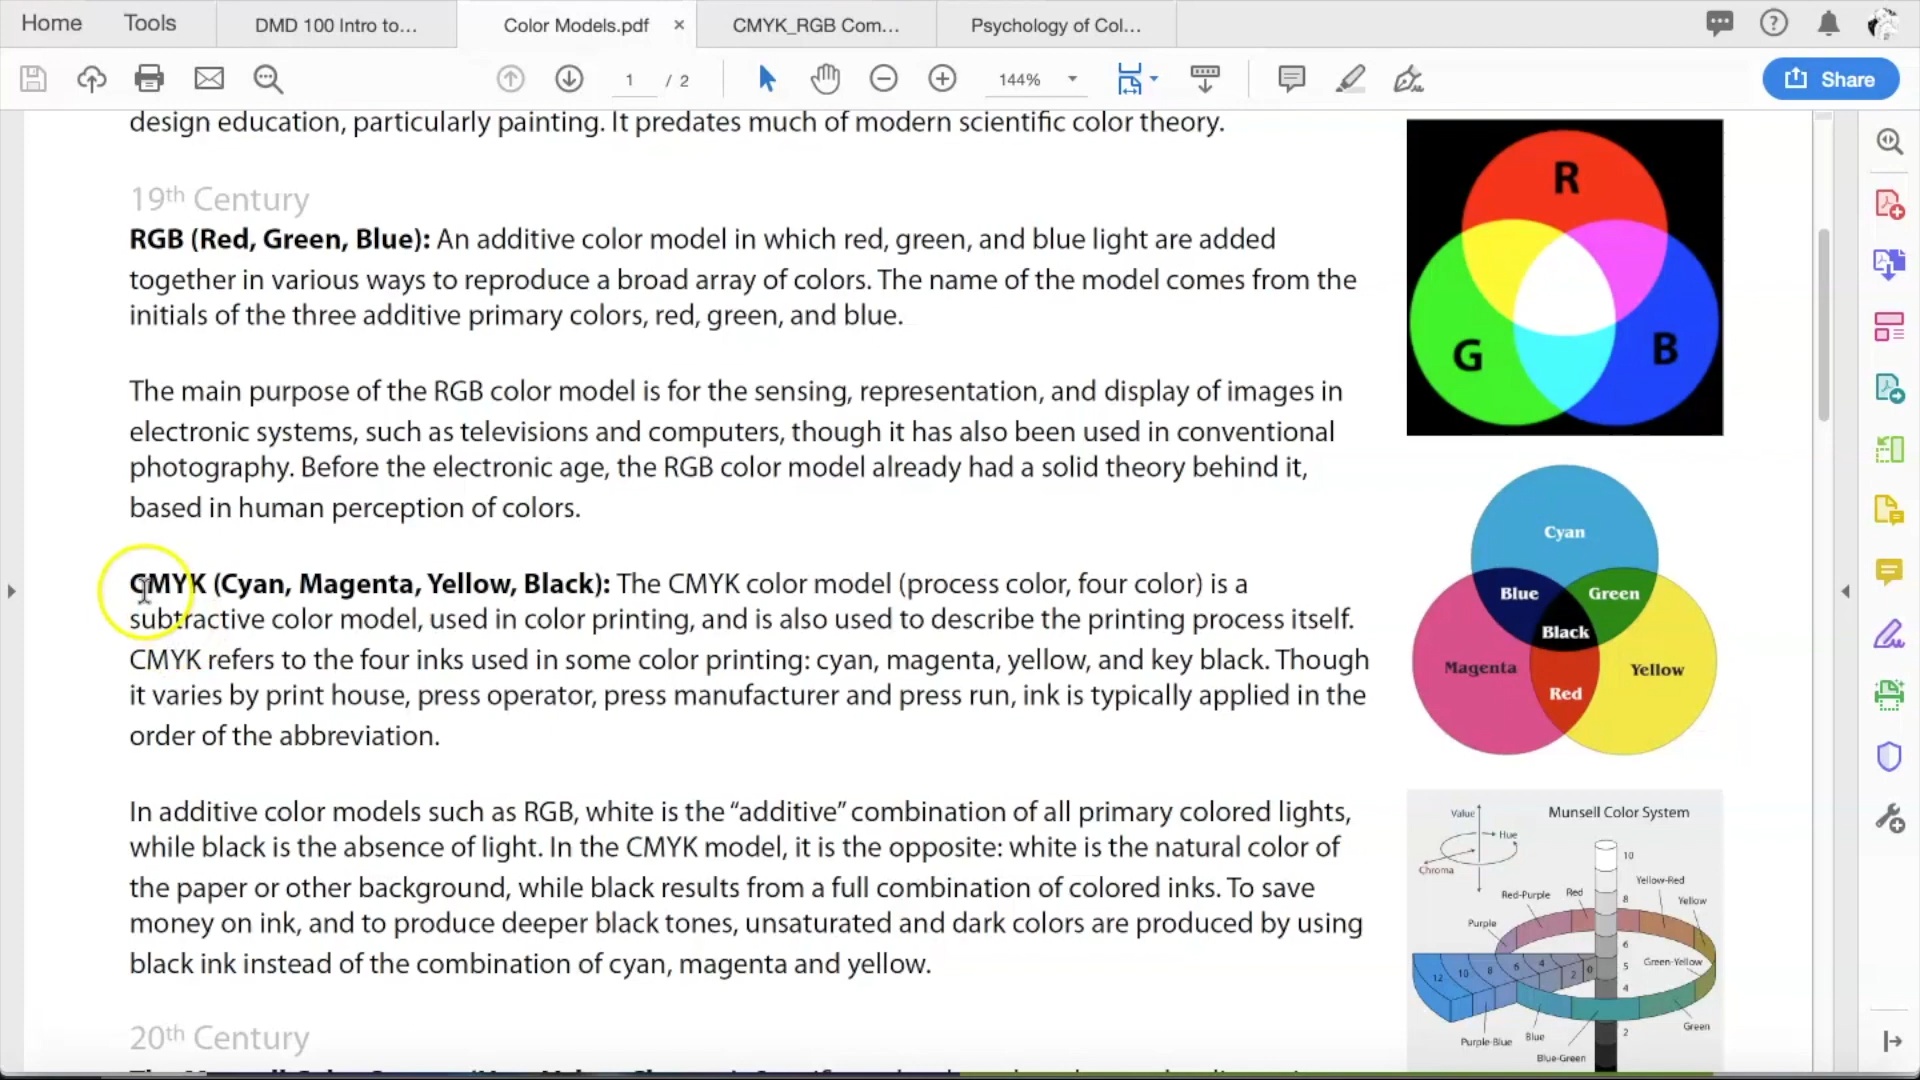 Home
Tools
DMD 100 Intro to...
Color Models.pdf
CMYK_RGB Com...
Psychology of Col...
1 / 2
144%
Share
design education, particularly painting. It predates much of modern scientific color theory.
19th Century
RGB (Red, Green, Blue): An additive color model in which red, green, and blue light are added
together in various ways to reproduce a broad array of colors. The name of the model comes from the
initials of the three additive primary colors, red, green, and blue.
The main purpose of the RGB color model is for the sensing, representation, and display of images in
electronic systems, such as televisions and computers, though it has also been used in conventional
photography. Before the electronic age, the RGB color model already had a solid theory behind it,
based in human perception of colors.
CMYK (Cyan, Magenta, Yellow, Black): The CMYK color model (process color, four color) is a
subtractive color model, used in color printing, and is also used to describe the printing process itself.
CMYK refers to the four inks used in some color printing: cyan, magenta, yellow, and key black. Though
it varies by print house, press operator, press manufacturer and press run, ink is typically applied in the
order of the abbreviation.
In additive color models such as RGB, white is the “additive” combination of all primary colored lights,
while black is the absence of light. In the CMYK model, it is the opposite: white is the natural color of
the paper or other background, while black results from a full combination of colored inks. To save
money on ink, and to produce deeper black tones, unsaturated and dark colors are produced by using
black ink instead of the combination of cyan, magenta and yellow.
20th Century
R
G
B
Cyan
Blue
Green
Black
Magenta
Yellow
Red
Munsell Color System
Value
Hue
Chroma
10
8
6
5
4
2
Red-Purple
Red
Yellow-Red
Yellow
Purple
Green-Yellow
12 10 8 6 4 2 0
Green
Purple-Blue
Blue
Blue-Green